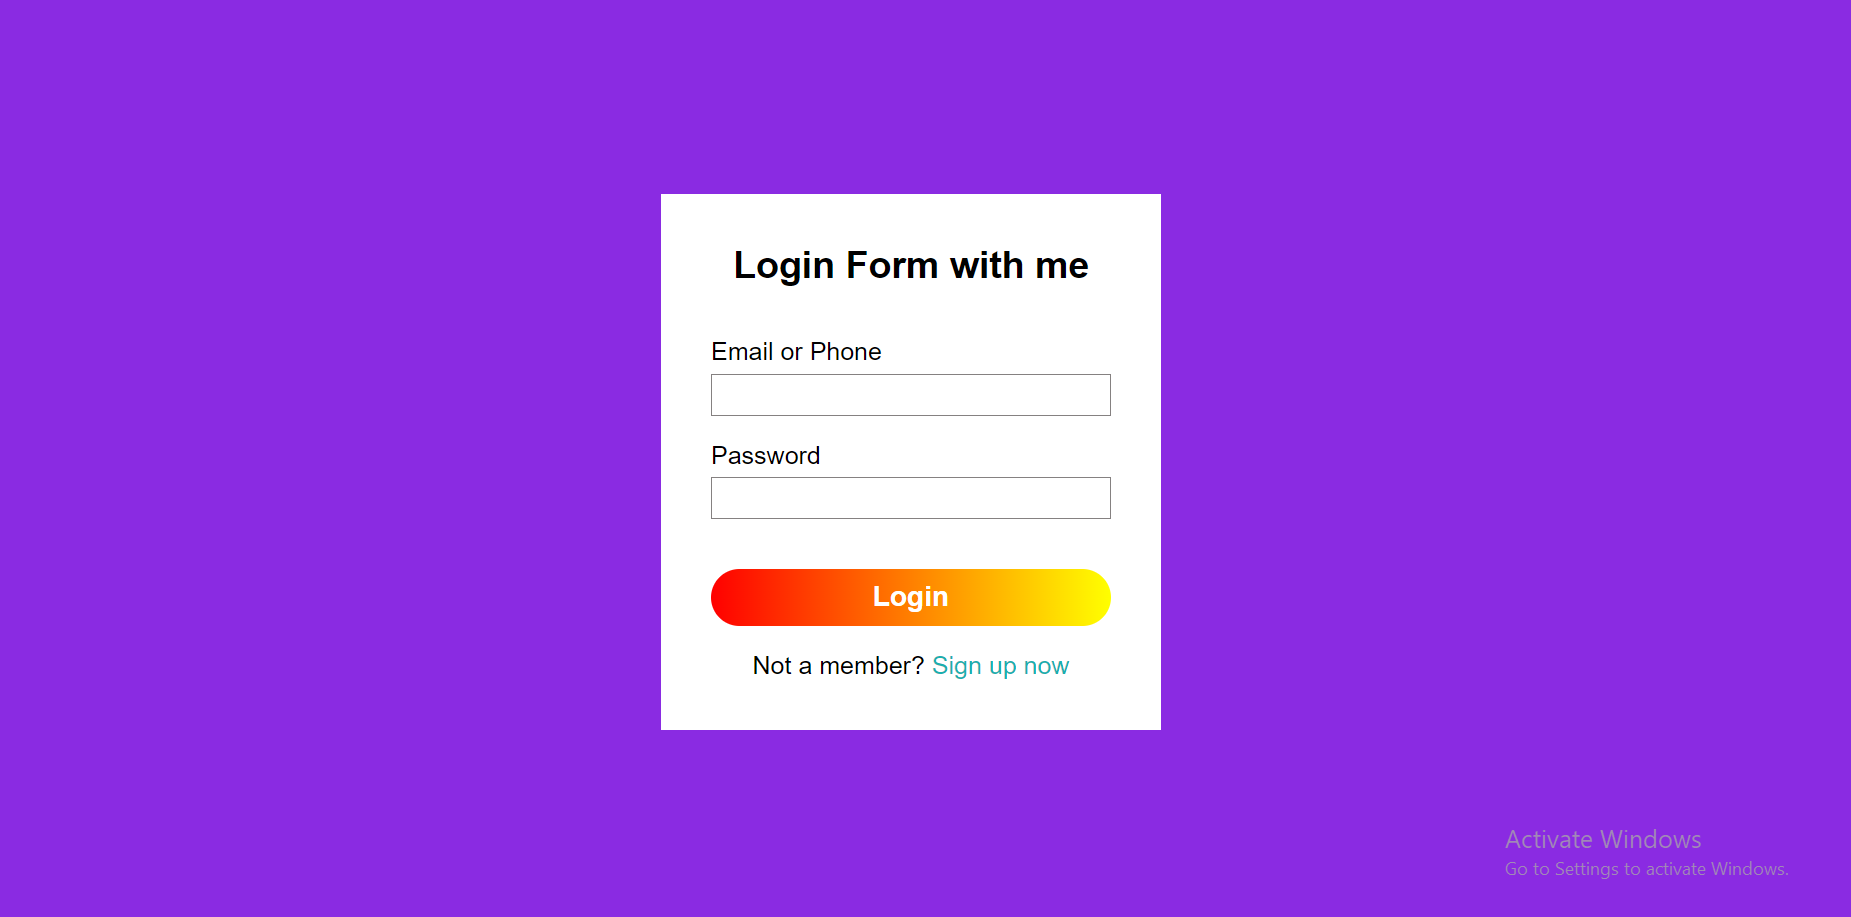 Login Form with me
Email or Phone
Password
Login
Not a member? Sign up now
Activate Windows
Go to Settings to activate Windows.